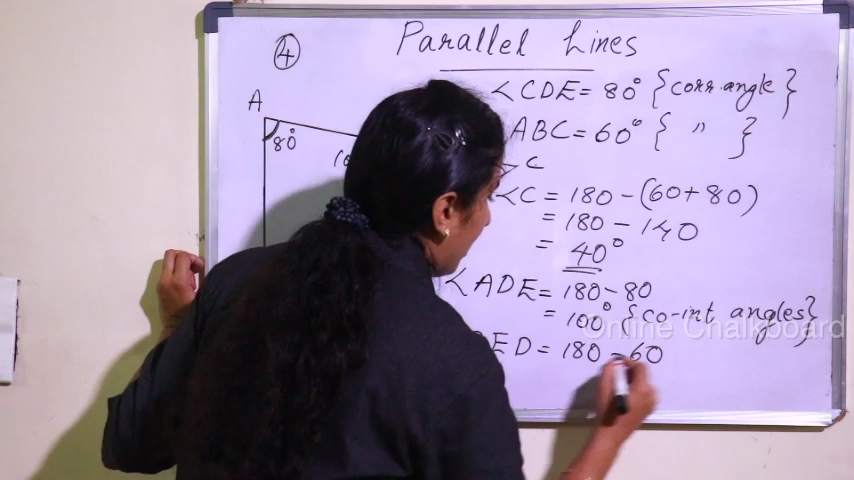 ④ Parallel Lines
A
80°
10
<CDE = 80° {corr.angle}
ABC = 60° { " }
<C = 180 - (60 + 80)
= 180 - 140
= 40°
<ADE = 180 - 80
= 100° {co-int angles}
ED = 180 - 60
Online Chalkboard